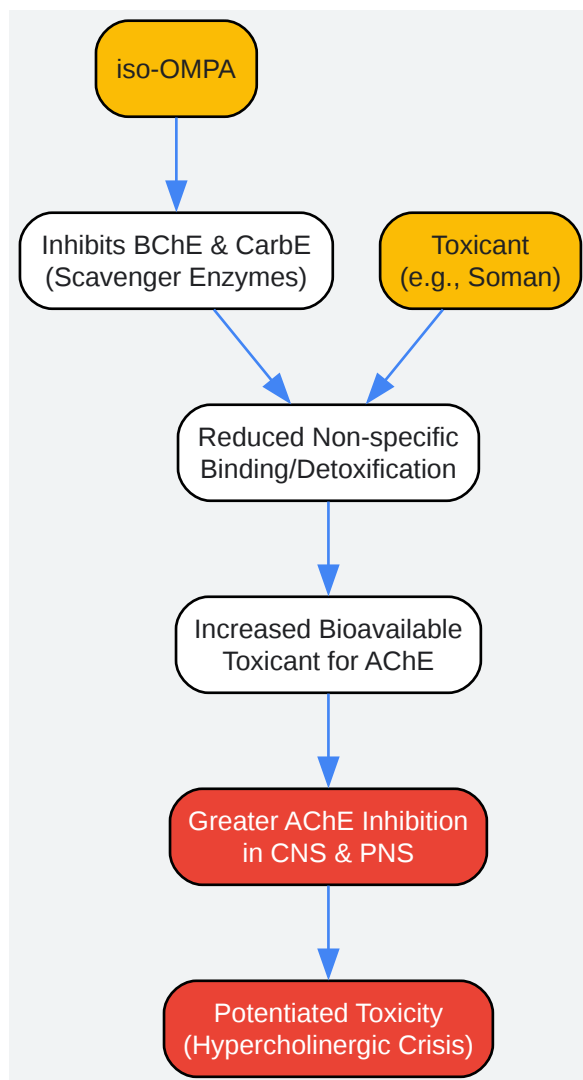 iso-OMPA
Inhibits BChE & CarbE
(Scavenger Enzymes)
Toxicant
(e.g., Soman)
Reduced Non-specific
Binding/Detoxification
Increased Bioavailable
Toxicant for AChE
Greater AChE Inhibition
in CNS & PNS
Potentiated Toxicity
(Hypercholinergic Crisis)